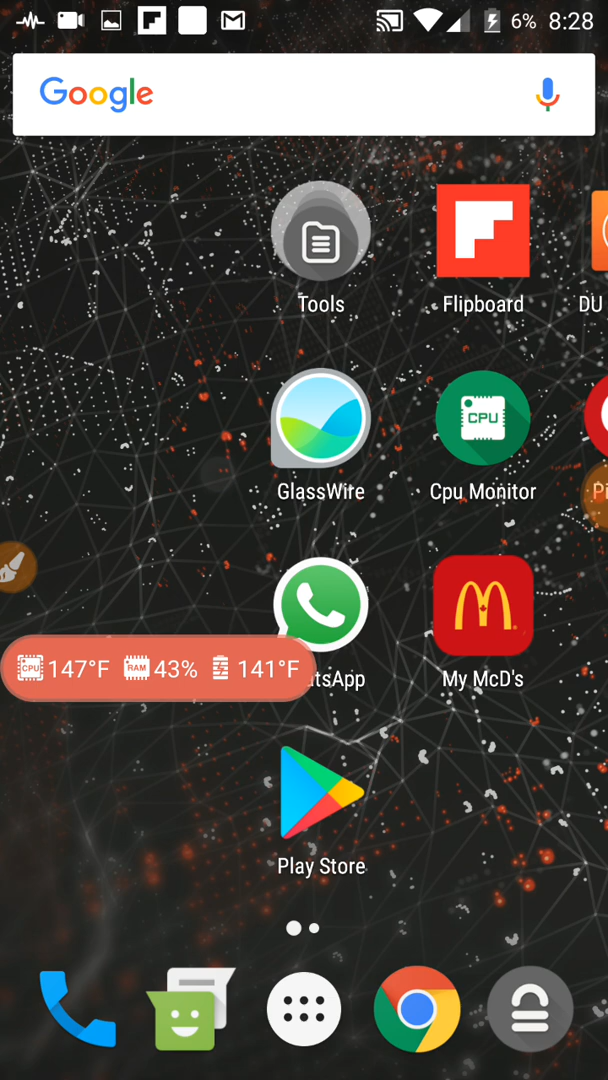 6% 8:28
Google
Tools Flipboard DU
CPU
GlassWire Cpu Monitor Pi
CPU 147°F RAM 43% 141°F
tsApp My McD's
Play Store